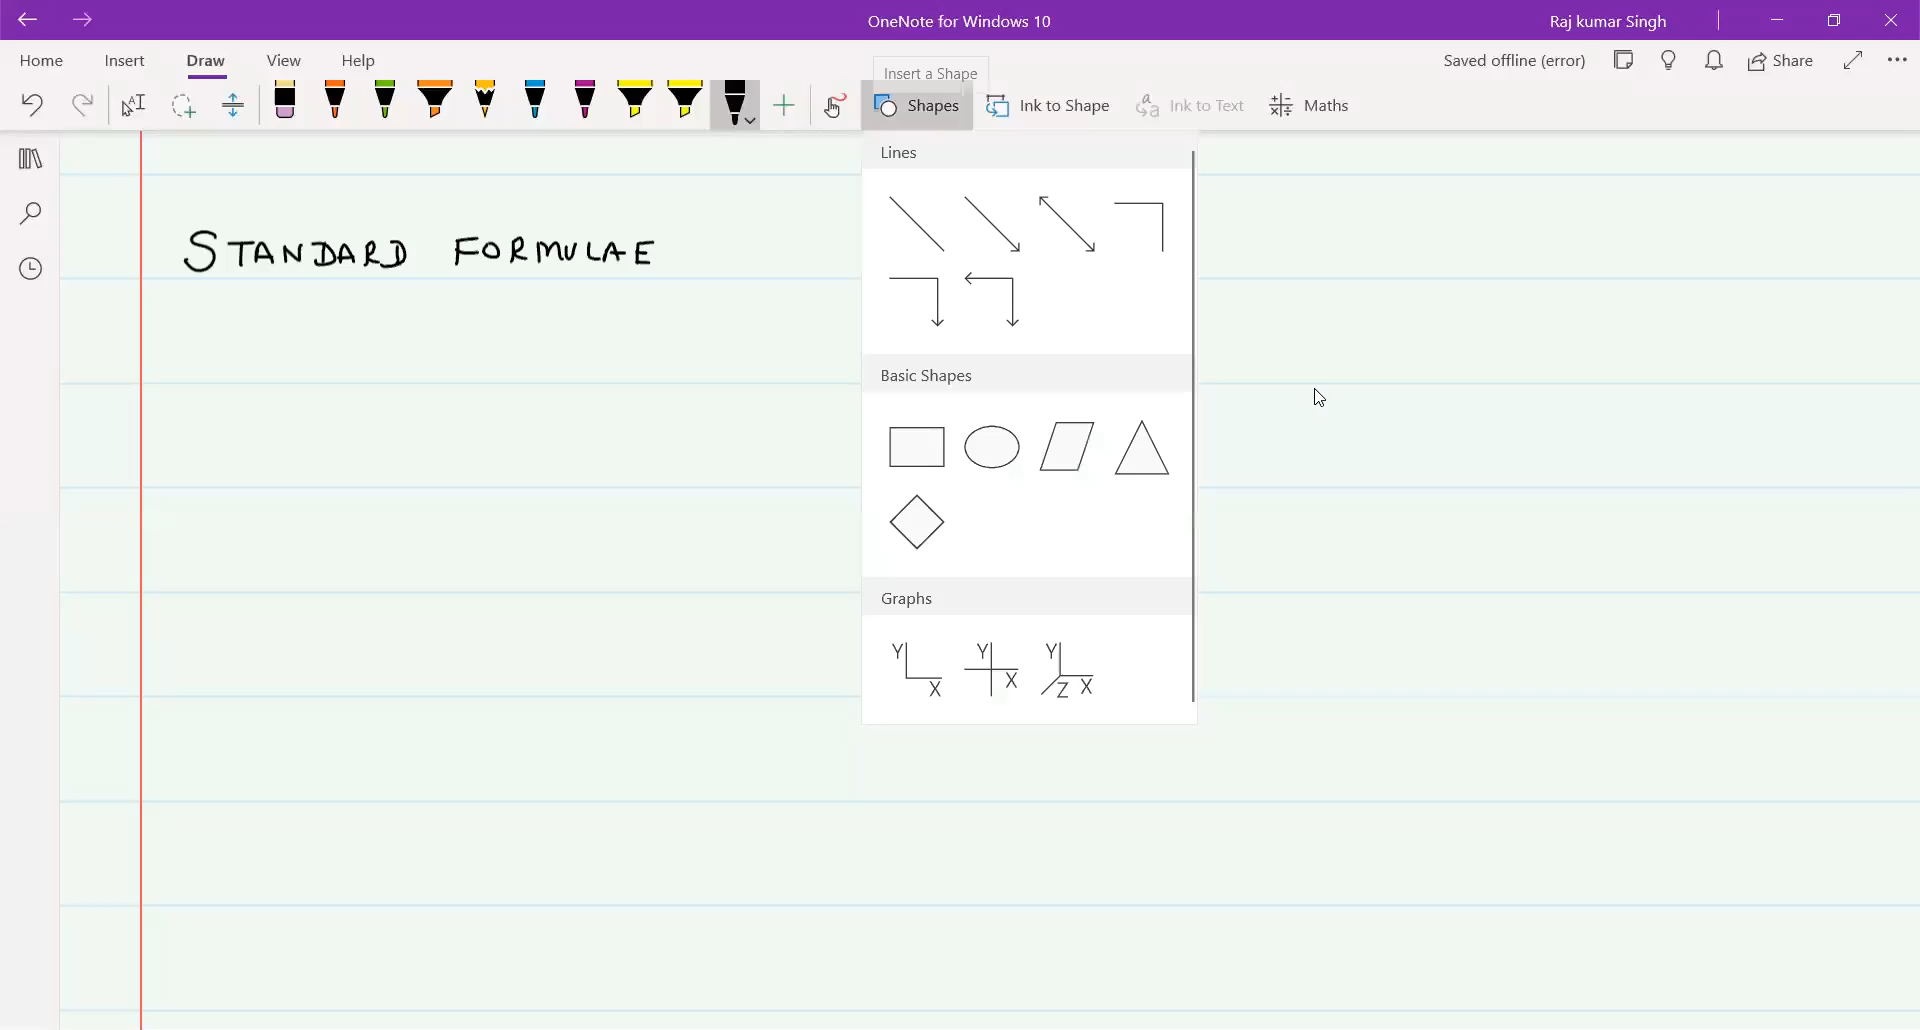 OneNote for Windows 10
Raj kumar Singh
Home
Insert
Draw
View
Help
Saved offline (error)
Share
Insert a Shape
Shapes
Ink to Shape
Ink to Text
Maths
Lines
STANDARD FORMULAE
Basic Shapes
Graphs
Y
X
Y
X
Y
Z X